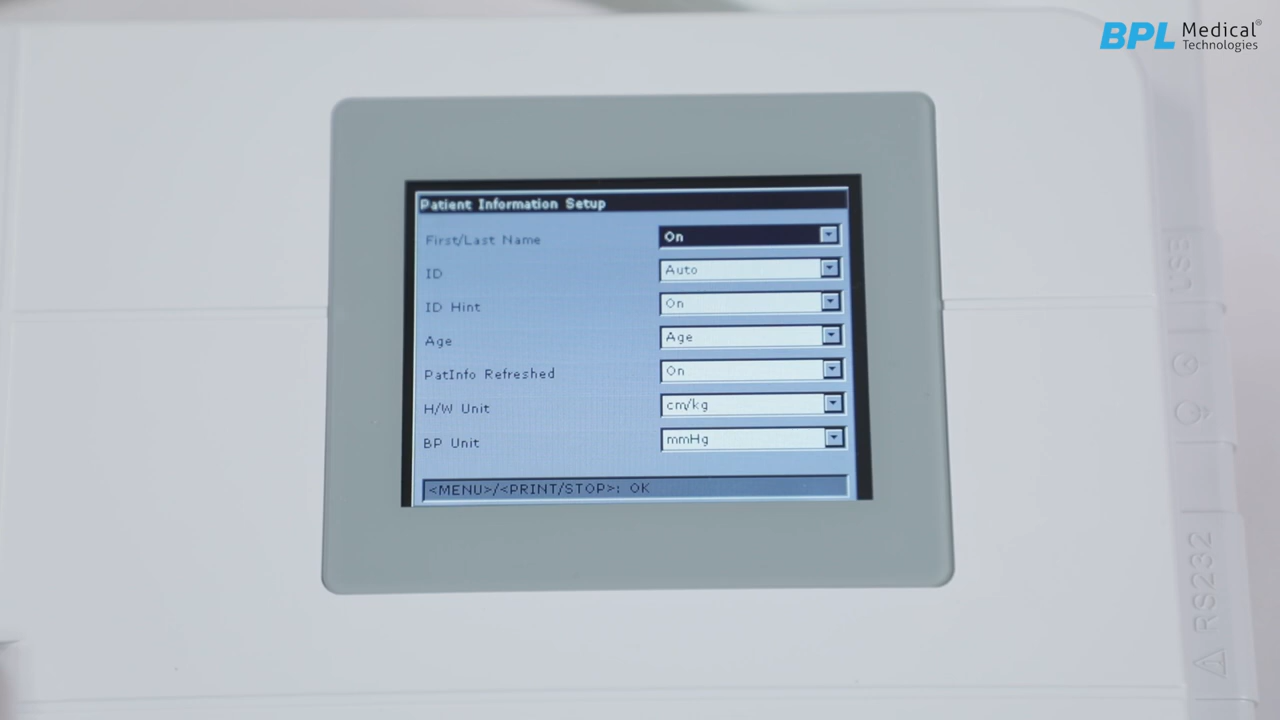 BPL Medical®
Technologies
Patient Information Setup
First/Last Name On
ID Auto
ID Hint On
Age Age
PatInfo Refreshed On
H/W Unit cm/kg
BP Unit mmHg
<MENU>/<PRINT/STOP>: OK
USB
RS232